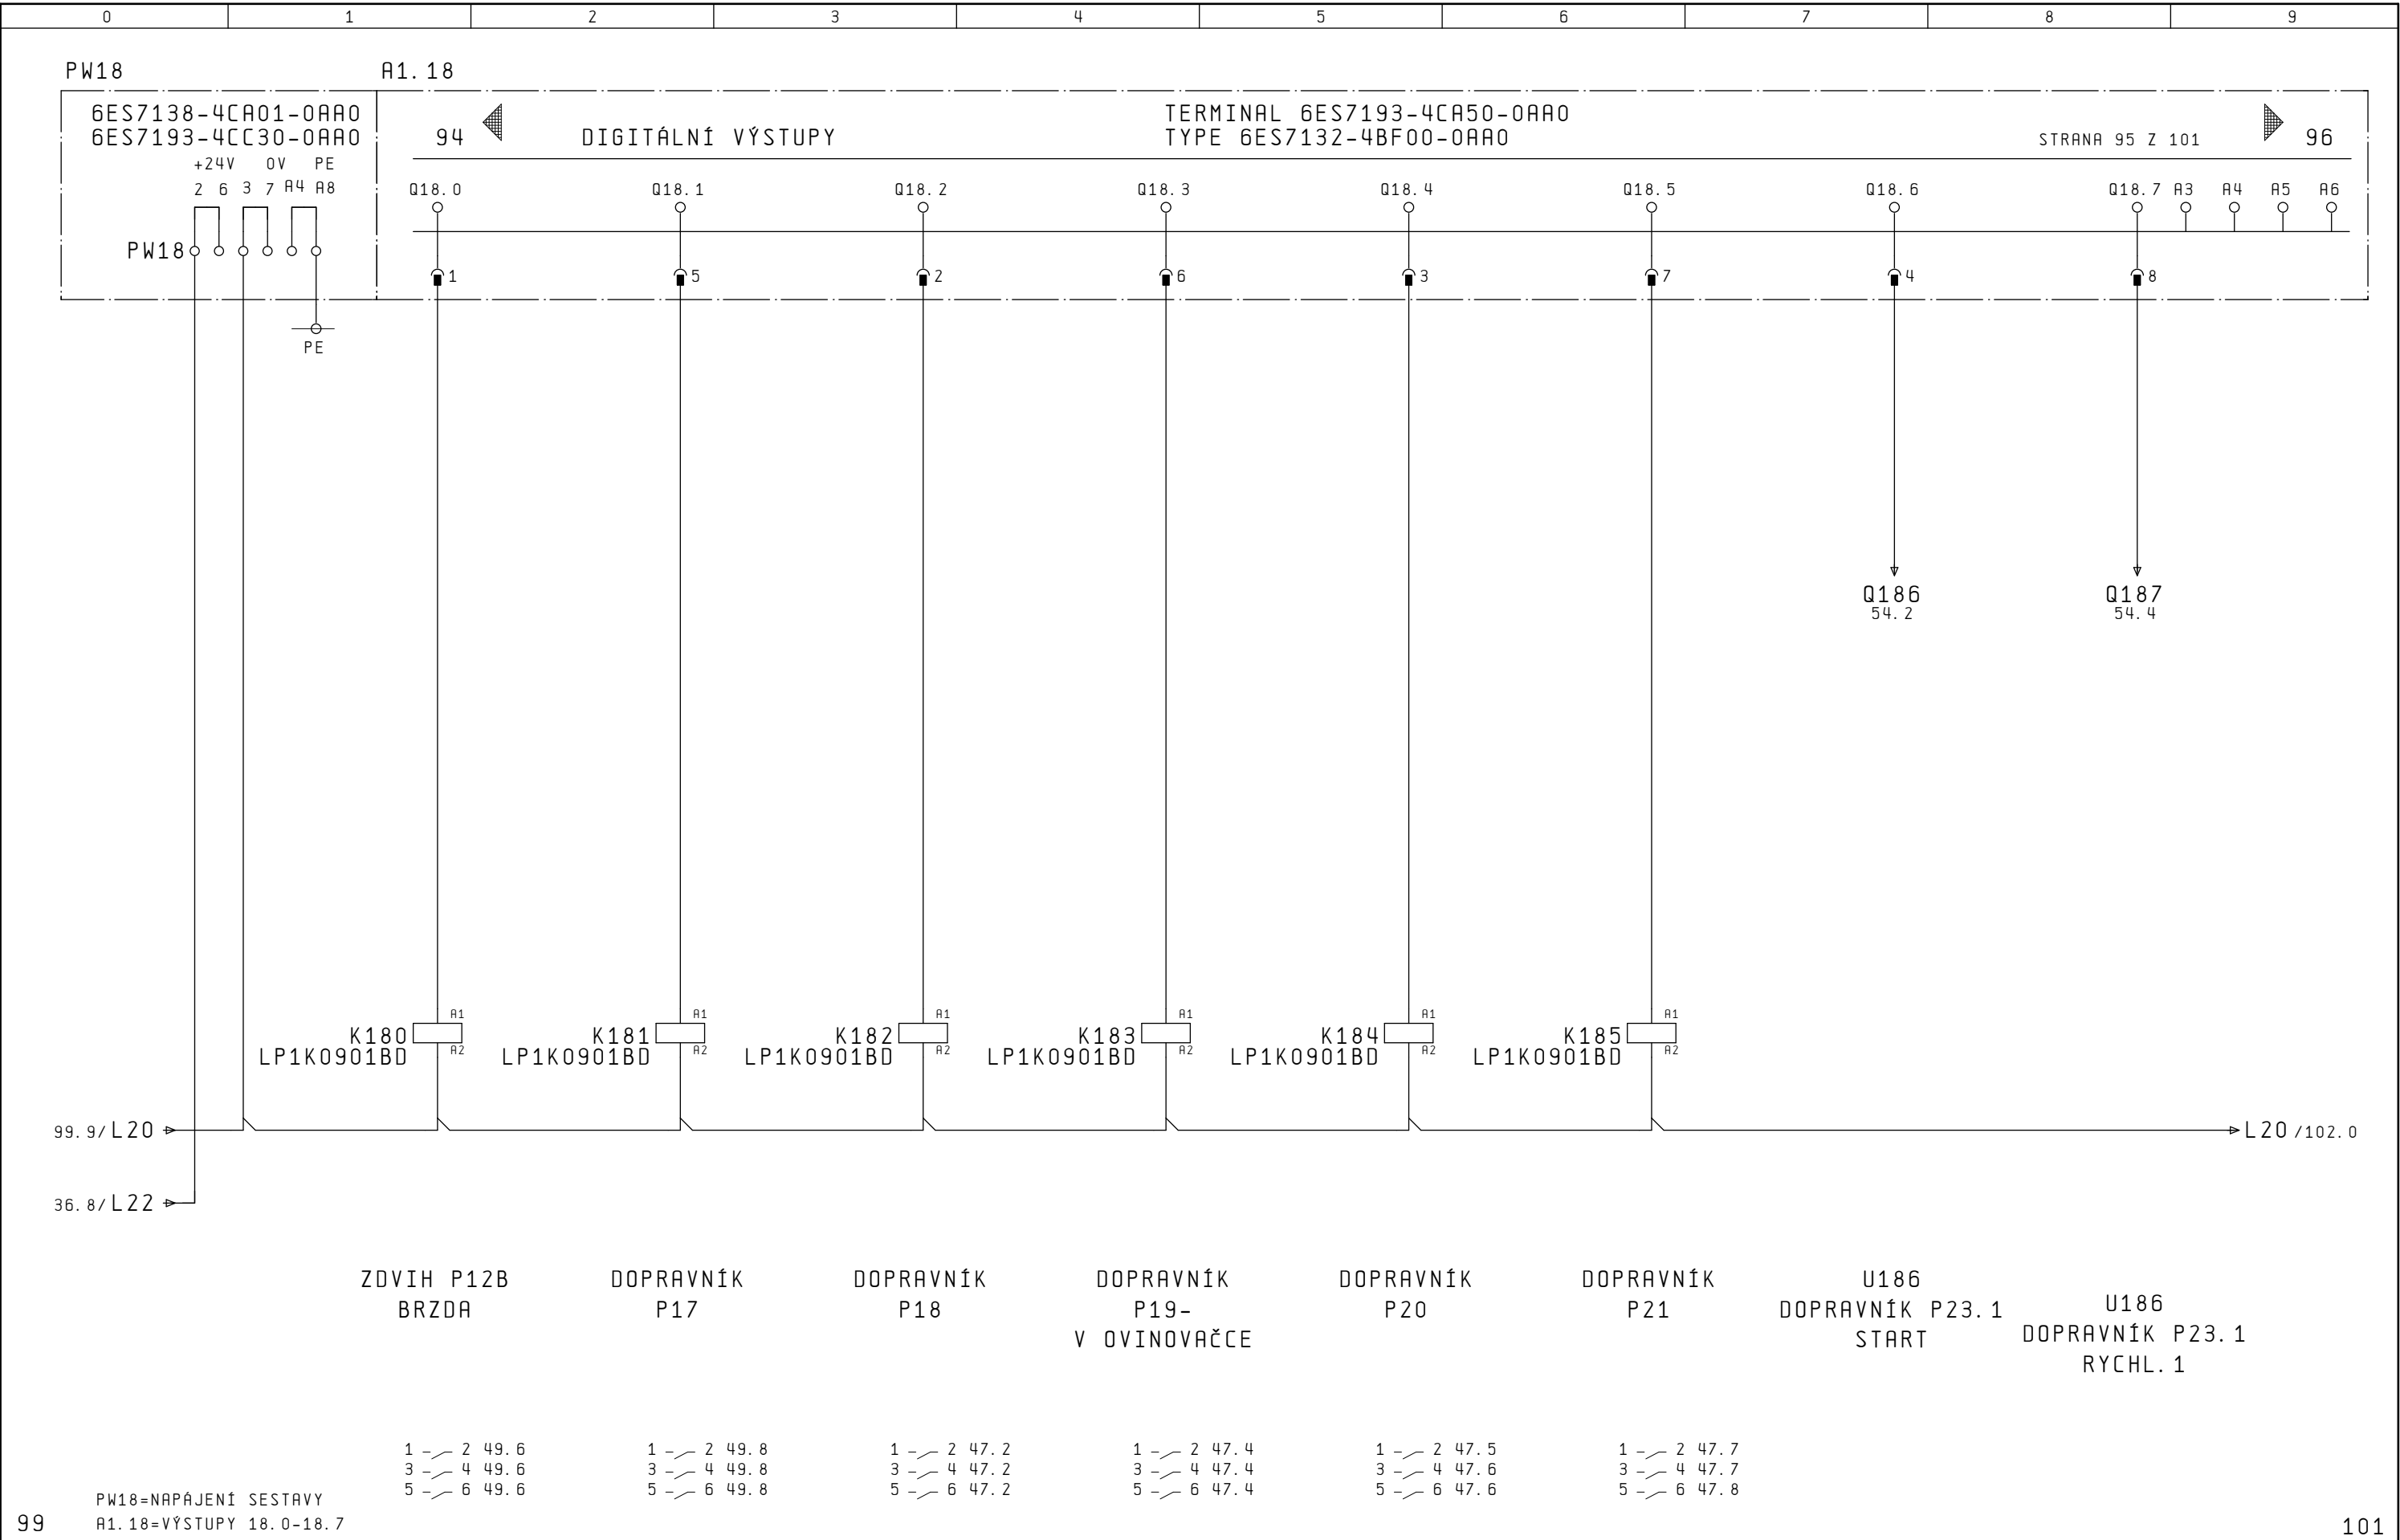 0 1 2 3 4 5 6 7 8 9
PW18 A1.18
6ES7138-4CA01-0AA0
6ES7193-4CC30-0AA0
94 DIGITÁLNÍ VÝSTUPY
TERMINAL 6ES7193-4CA50-0AA0
TYPE 6ES7132-4BF00-0AA0
STRANA 95 Z 101 96
+24V 0V PE
2 6 3 7 A4 A8
Q18.0 Q18.1 Q18.2 Q18.3 Q18.4 Q18.5 Q18.6 Q18.7 A3 A4 A5 A6
PW18
1 5 2 6 3 7 4 8
PE
Q186
54.2
Q187
54.4
A1 A1 A1 A1 A1 A1
K180 K181 K182 K183 K184 K185
A2 A2 A2 A2 A2 A2
LP1K0901BD LP1K0901BD LP1K0901BD LP1K0901BD LP1K0901BD LP1K0901BD
99.9/L20 L20/102.0
36.8/L22
ZDVIH P12B
BRZDA
DOPRAVNÍK
P17
DOPRAVNÍK
P18
DOPRAVNÍK
P19-
V OVINOVAČCE
DOPRAVNÍK
P20
DOPRAVNÍK
P21
U186
DOPRAVNÍK P23.1
START
U186
DOPRAVNÍK P23.1
RYCHL.1
1 2 49.6
3 4 49.6
5 6 49.6
1 2 49.8
3 4 49.8
5 6 49.8
1 2 47.2
3 4 47.2
5 6 47.2
1 2 47.4
3 4 47.4
5 6 47.4
1 2 47.5
3 4 47.6
5 6 47.6
1 2 47.7
3 4 47.7
5 6 47.8
PW18=NAPÁJENÍ SESTAVY
A1.18=VÝSTUPY 18.0-18.7
99 101